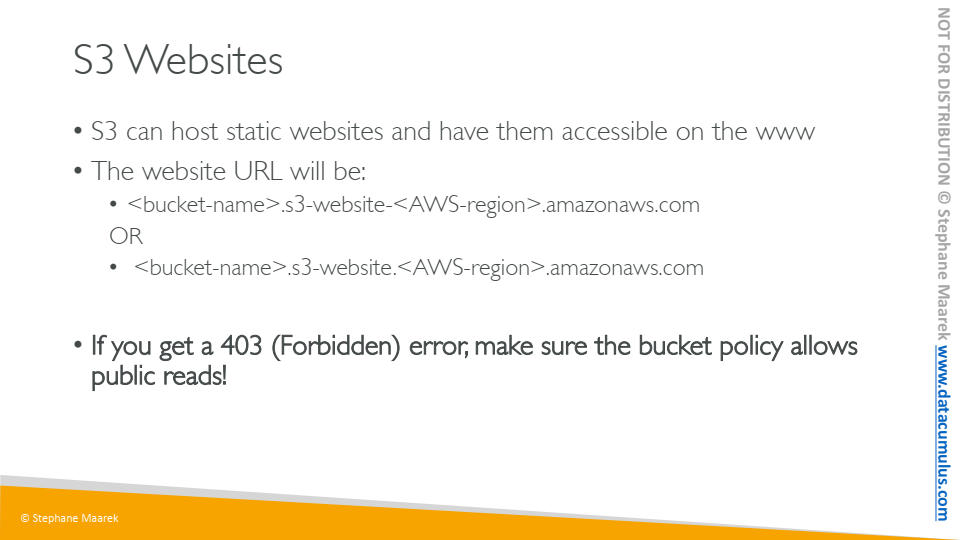 S3 Websites
• S3 can host static websites and have them accessible on the www
• The website URL will be:
• <bucket-name>.s3-website-<AWS-region>.amazonaws.com
OR
• <bucket-name>.s3-website.<AWS-region>.amazonaws.com
• If you get a 403 (Forbidden) error, make sure the bucket policy allows
public reads!
© Stephane Maarek
NOT FOR DISTRIBUTION © Stephane Maarek www.datacumulus.com